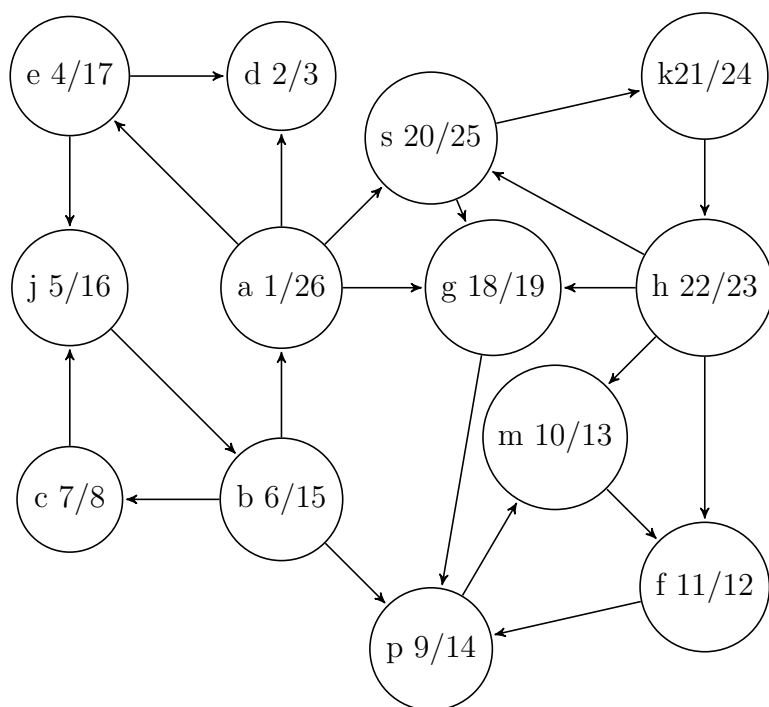 e 4/17
d 2/3
s 20/25
k21/24
j 5/16
a 1/26
g 18/19
h 22/23
m 10/13
c 7/8
b 6/15
f 11/12
p 9/14